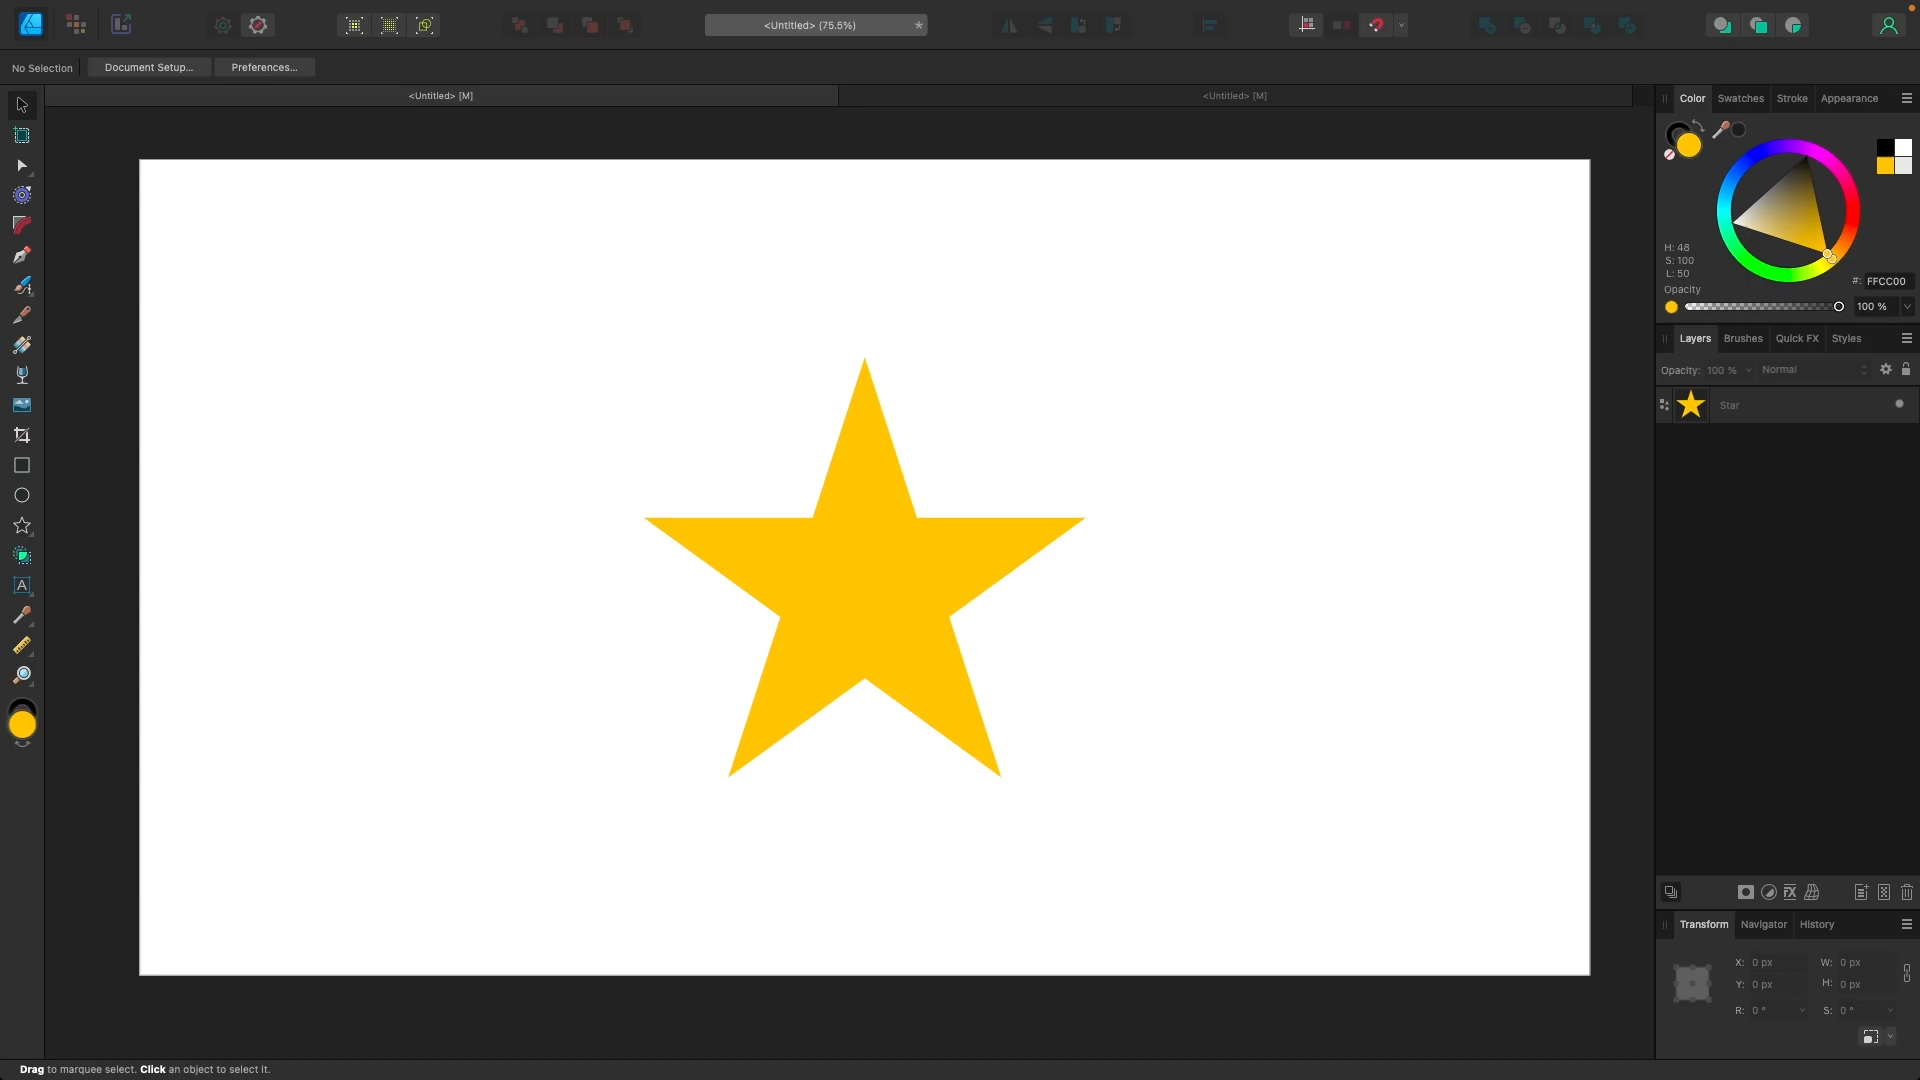 <Untitled> (75.5%)
*
No Selection
Document Setup...
Preferences...
<Untitled> [M]
<Untitled> [M]
Color
Swatches
Stroke
Appearance
H: 48
S: 100
L: 50
#: FFCC00
Opacity
100 %
Layers
Brushes
Quick FX
Styles
Opacity: 100 %
Normal
Star
A
FX
Transform
Navigator
History
X: 0 px
W: 0 px
Y: 0 px
H: 0 px
R: 0 °
S: 0 °
Drag to marquee select. Click an object to select it.